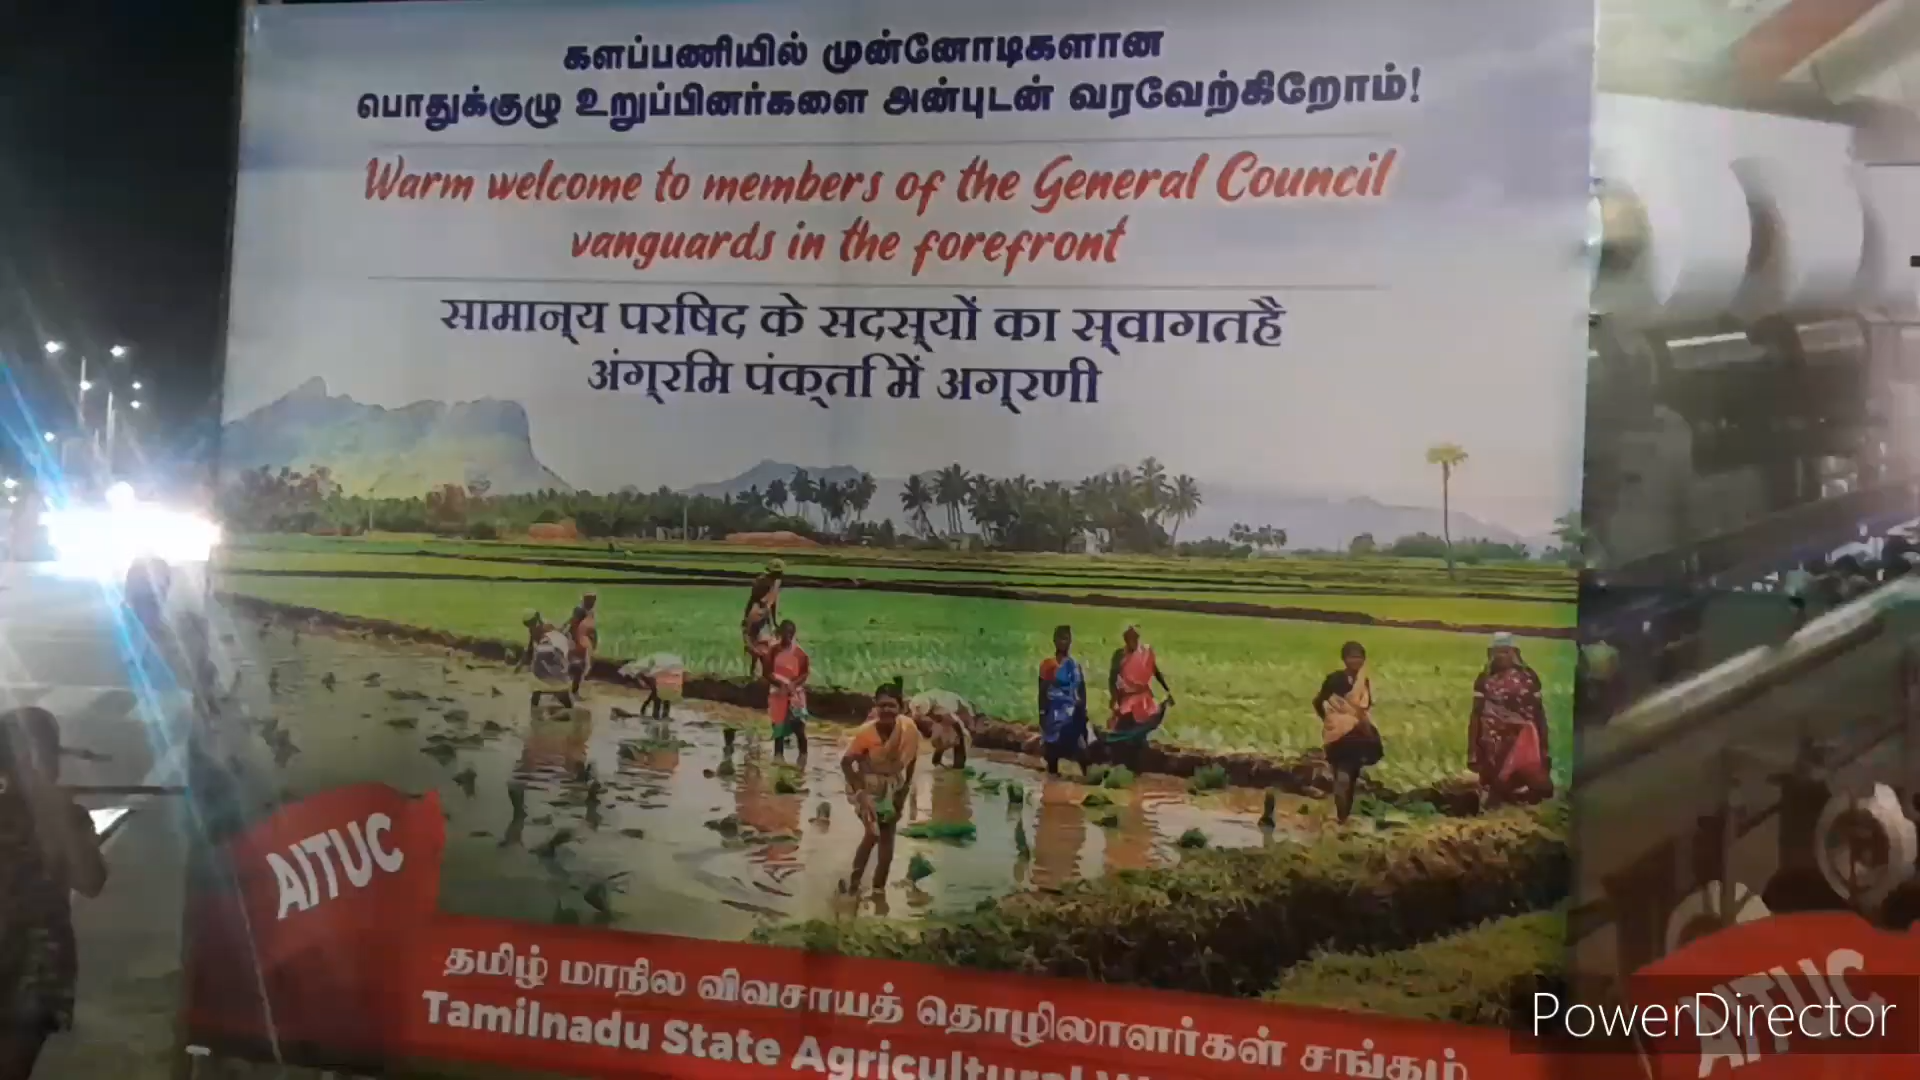 களப்பணியில் முன்னோடிகளான
பொதுக்குழு உறுப்பினர்களை அன்புடன் வரவேற்கிறோம்!
Warm welcome to members of the General Council
vanguards in the forefront
सामान्‌य परषिद के सदस्‌यों का स्‌वागतहै
अंग्‌रमि पंक्‌ता मिें अग्‌रणी
AITUC
தமிழ் மாநில விவசாயத் தொழிலாளர்கள் சங்கம்
Tamilnadu State Agricultural
AITUC
PowerDirector